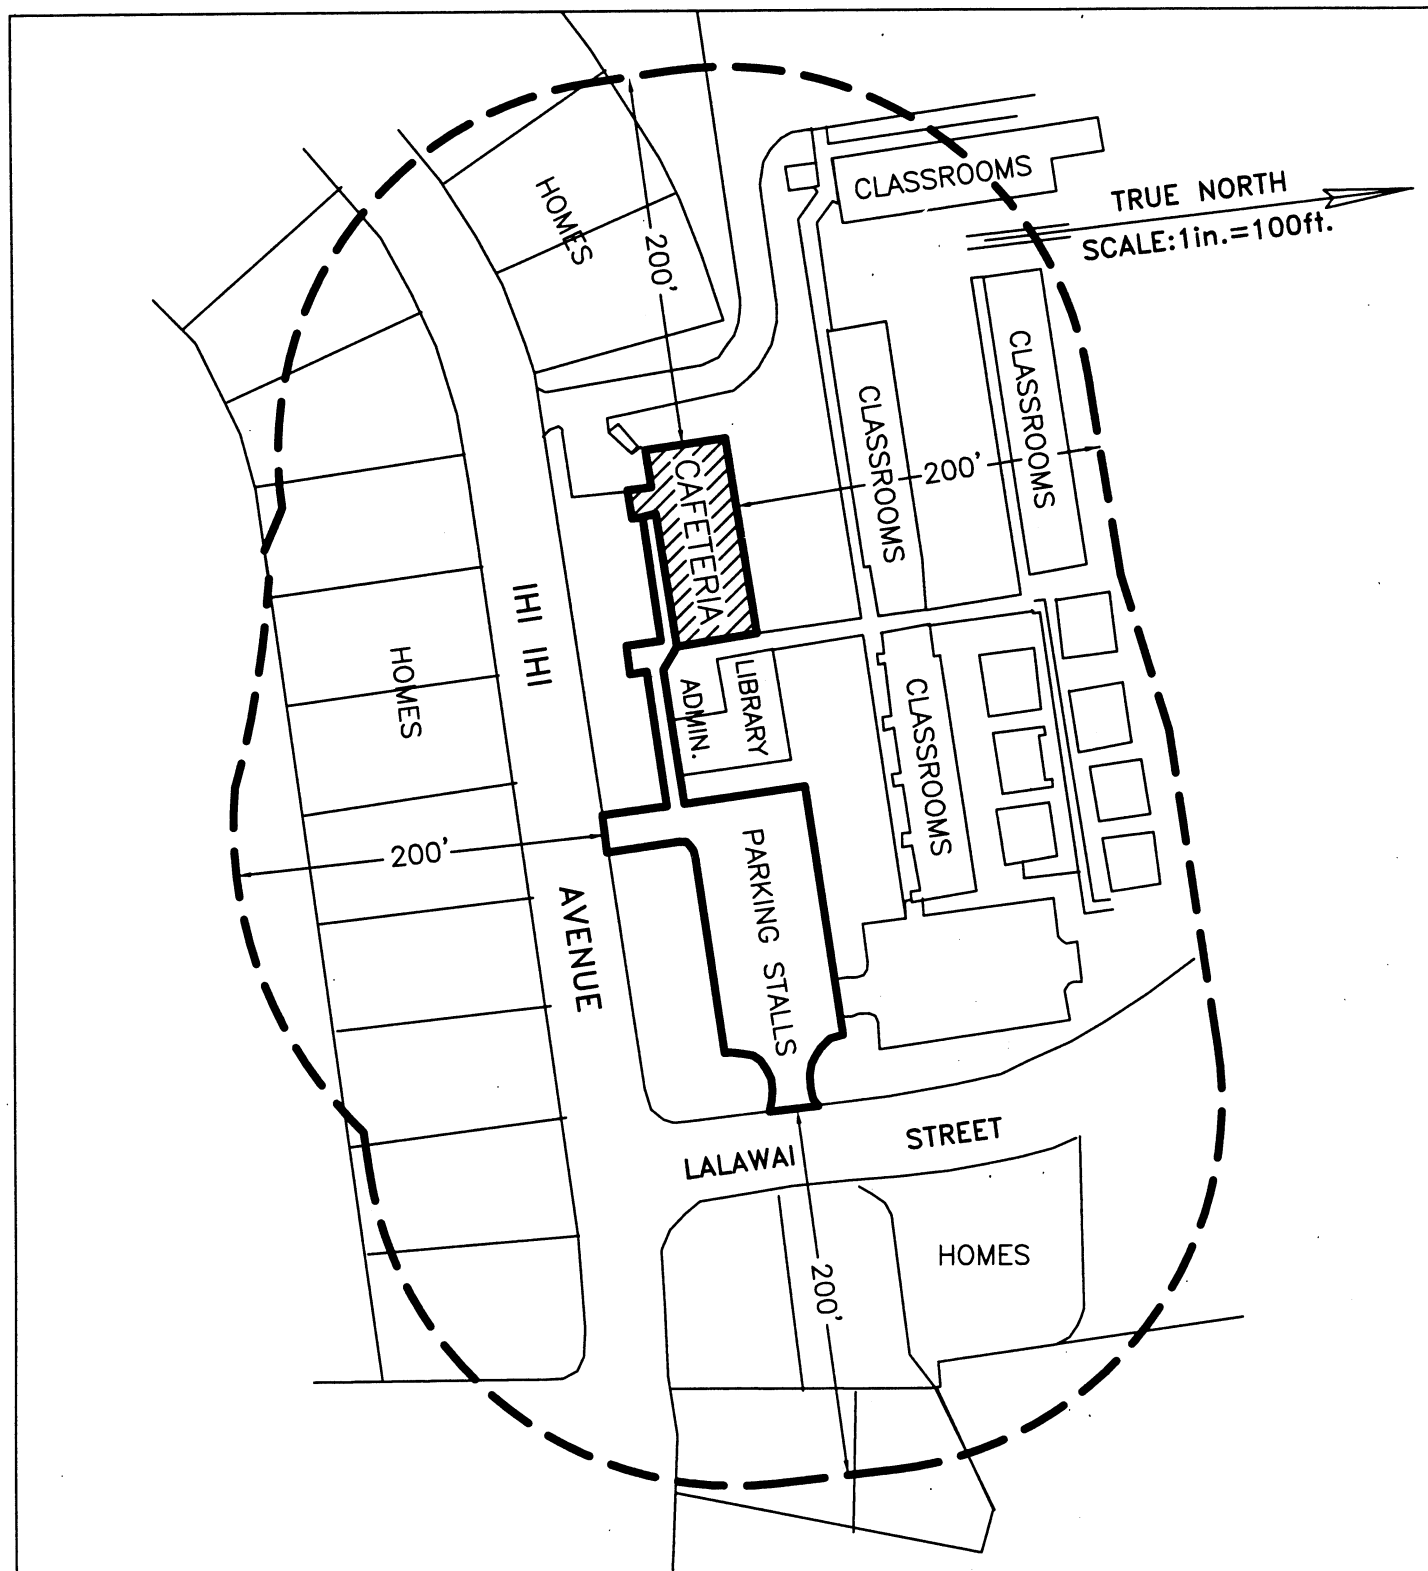 CLASSROOMS
TRUE NORTH
SCALE:1in.=100ft.
HOMES
200'
CLASSROOMS
CLASSROOMS
200'
CAFETERIA
IHI IHI
HOMES
LIBRARY
ADMIN.
CLASSROOMS
200'
PARKING STALLS
AVENUE
LALAWAI STREET
HOMES
200'